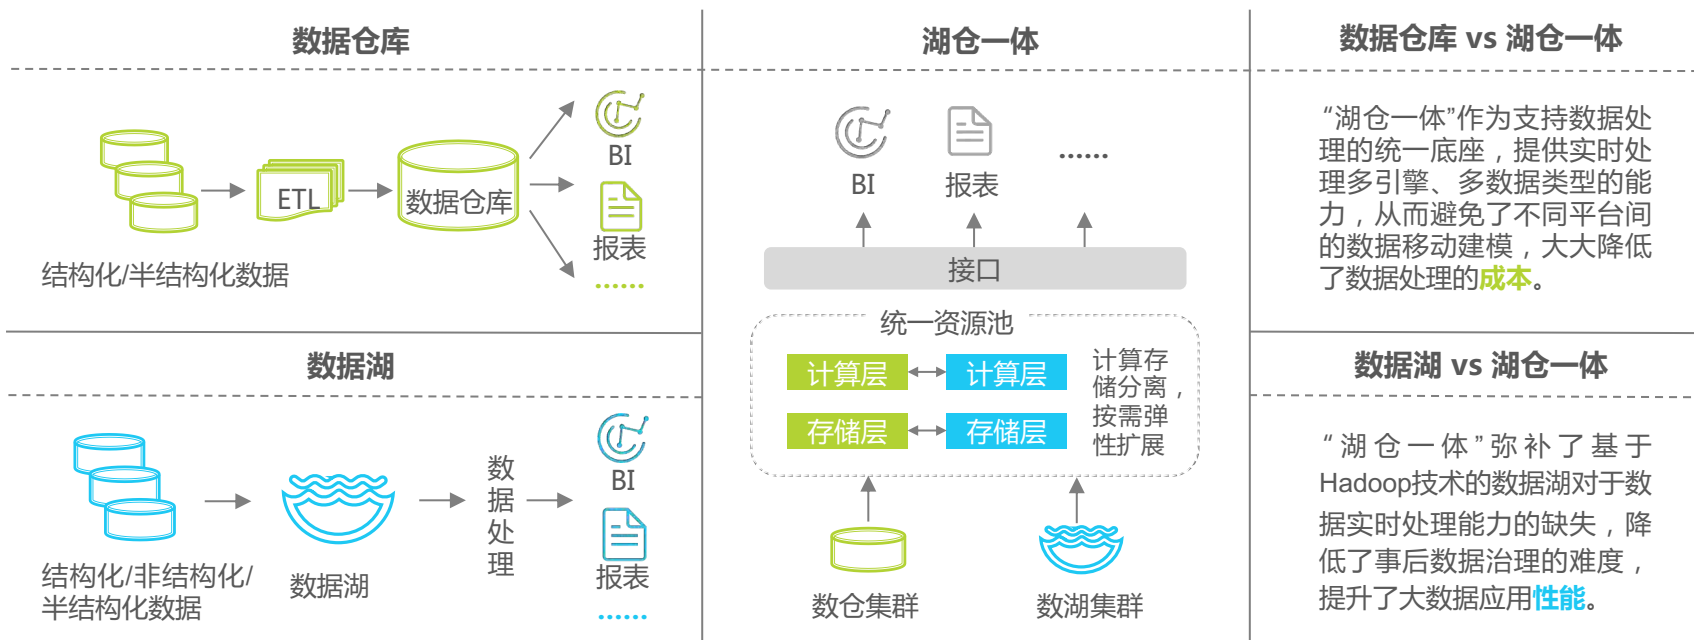 数据仓库
BI
ETL
数据仓库
报表
结构化/半结构化数据
......
数据湖
BI
数
据
处
理
报表
数据湖
结构化/非结构化/
半结构化数据
......
湖仓一体
BI
报表
......
接口
统一资源池
计算层
计算层
存储层
存储层
计算存
储分离，
按需弹
性扩展
数仓集群
数湖集群
数据仓库 vs 湖仓一体
“湖仓一体”作为支持数据处
理的统一底座，提供实时处
理多引擎、多数据类型的能
力，从而避免了不同平台间
的数据移动建模，大大降低
了数据处理的成本。
数据湖 vs 湖仓一体
“湖仓一体”弥补了基于
Hadoop技术的数据湖对于数
据实时处理能力的缺失，降
低了事后数据治理的难度，
提升了大数据应用性能。